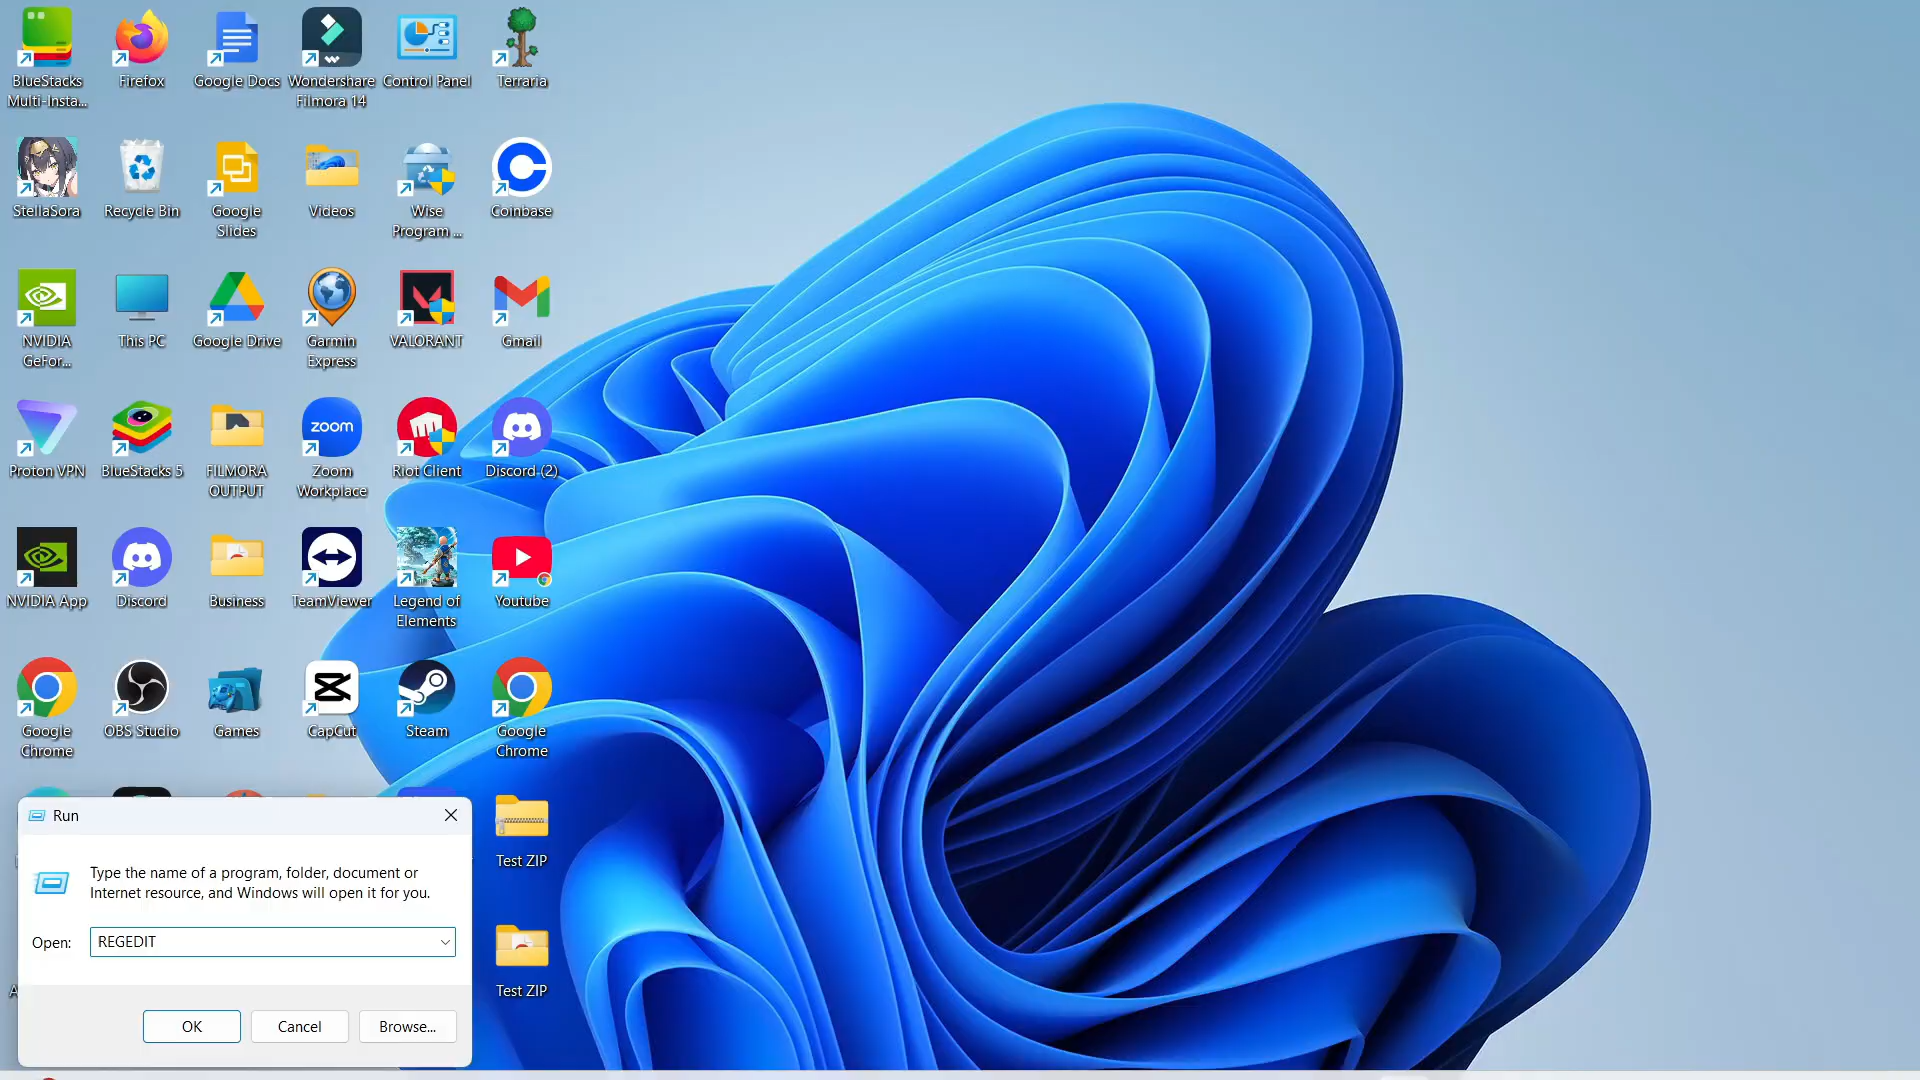 BlueStacks
Multi-Insta...
Firefox
Google Docs
Wondershare
Filmora 14
Control Panel
Terraria
StellaSora
Recycle Bin
Google
Slides
Videos
Wise
Program ...
Coinbase
NVIDIA
GeFor...
This PC
Google Drive
Garmin
Express
VALORANT
Gmail
Proton VPN
BlueStacks 5
FILMORA
OUTPUT
zoom
Zoom
Workplace
Riot Client
Discord (2)
NVIDIA App
Discord
Business
TeamViewer
Legend of
Elements
Youtube
Google
Chrome
OBS Studio
Games
CapCut
Steam
Google
Chrome
Test ZIP
Test ZIP
Run
Type the name of a program, folder, document or
Internet resource, and Windows will open it for you.
Open:
REGEDIT
OK
Cancel
Browse...